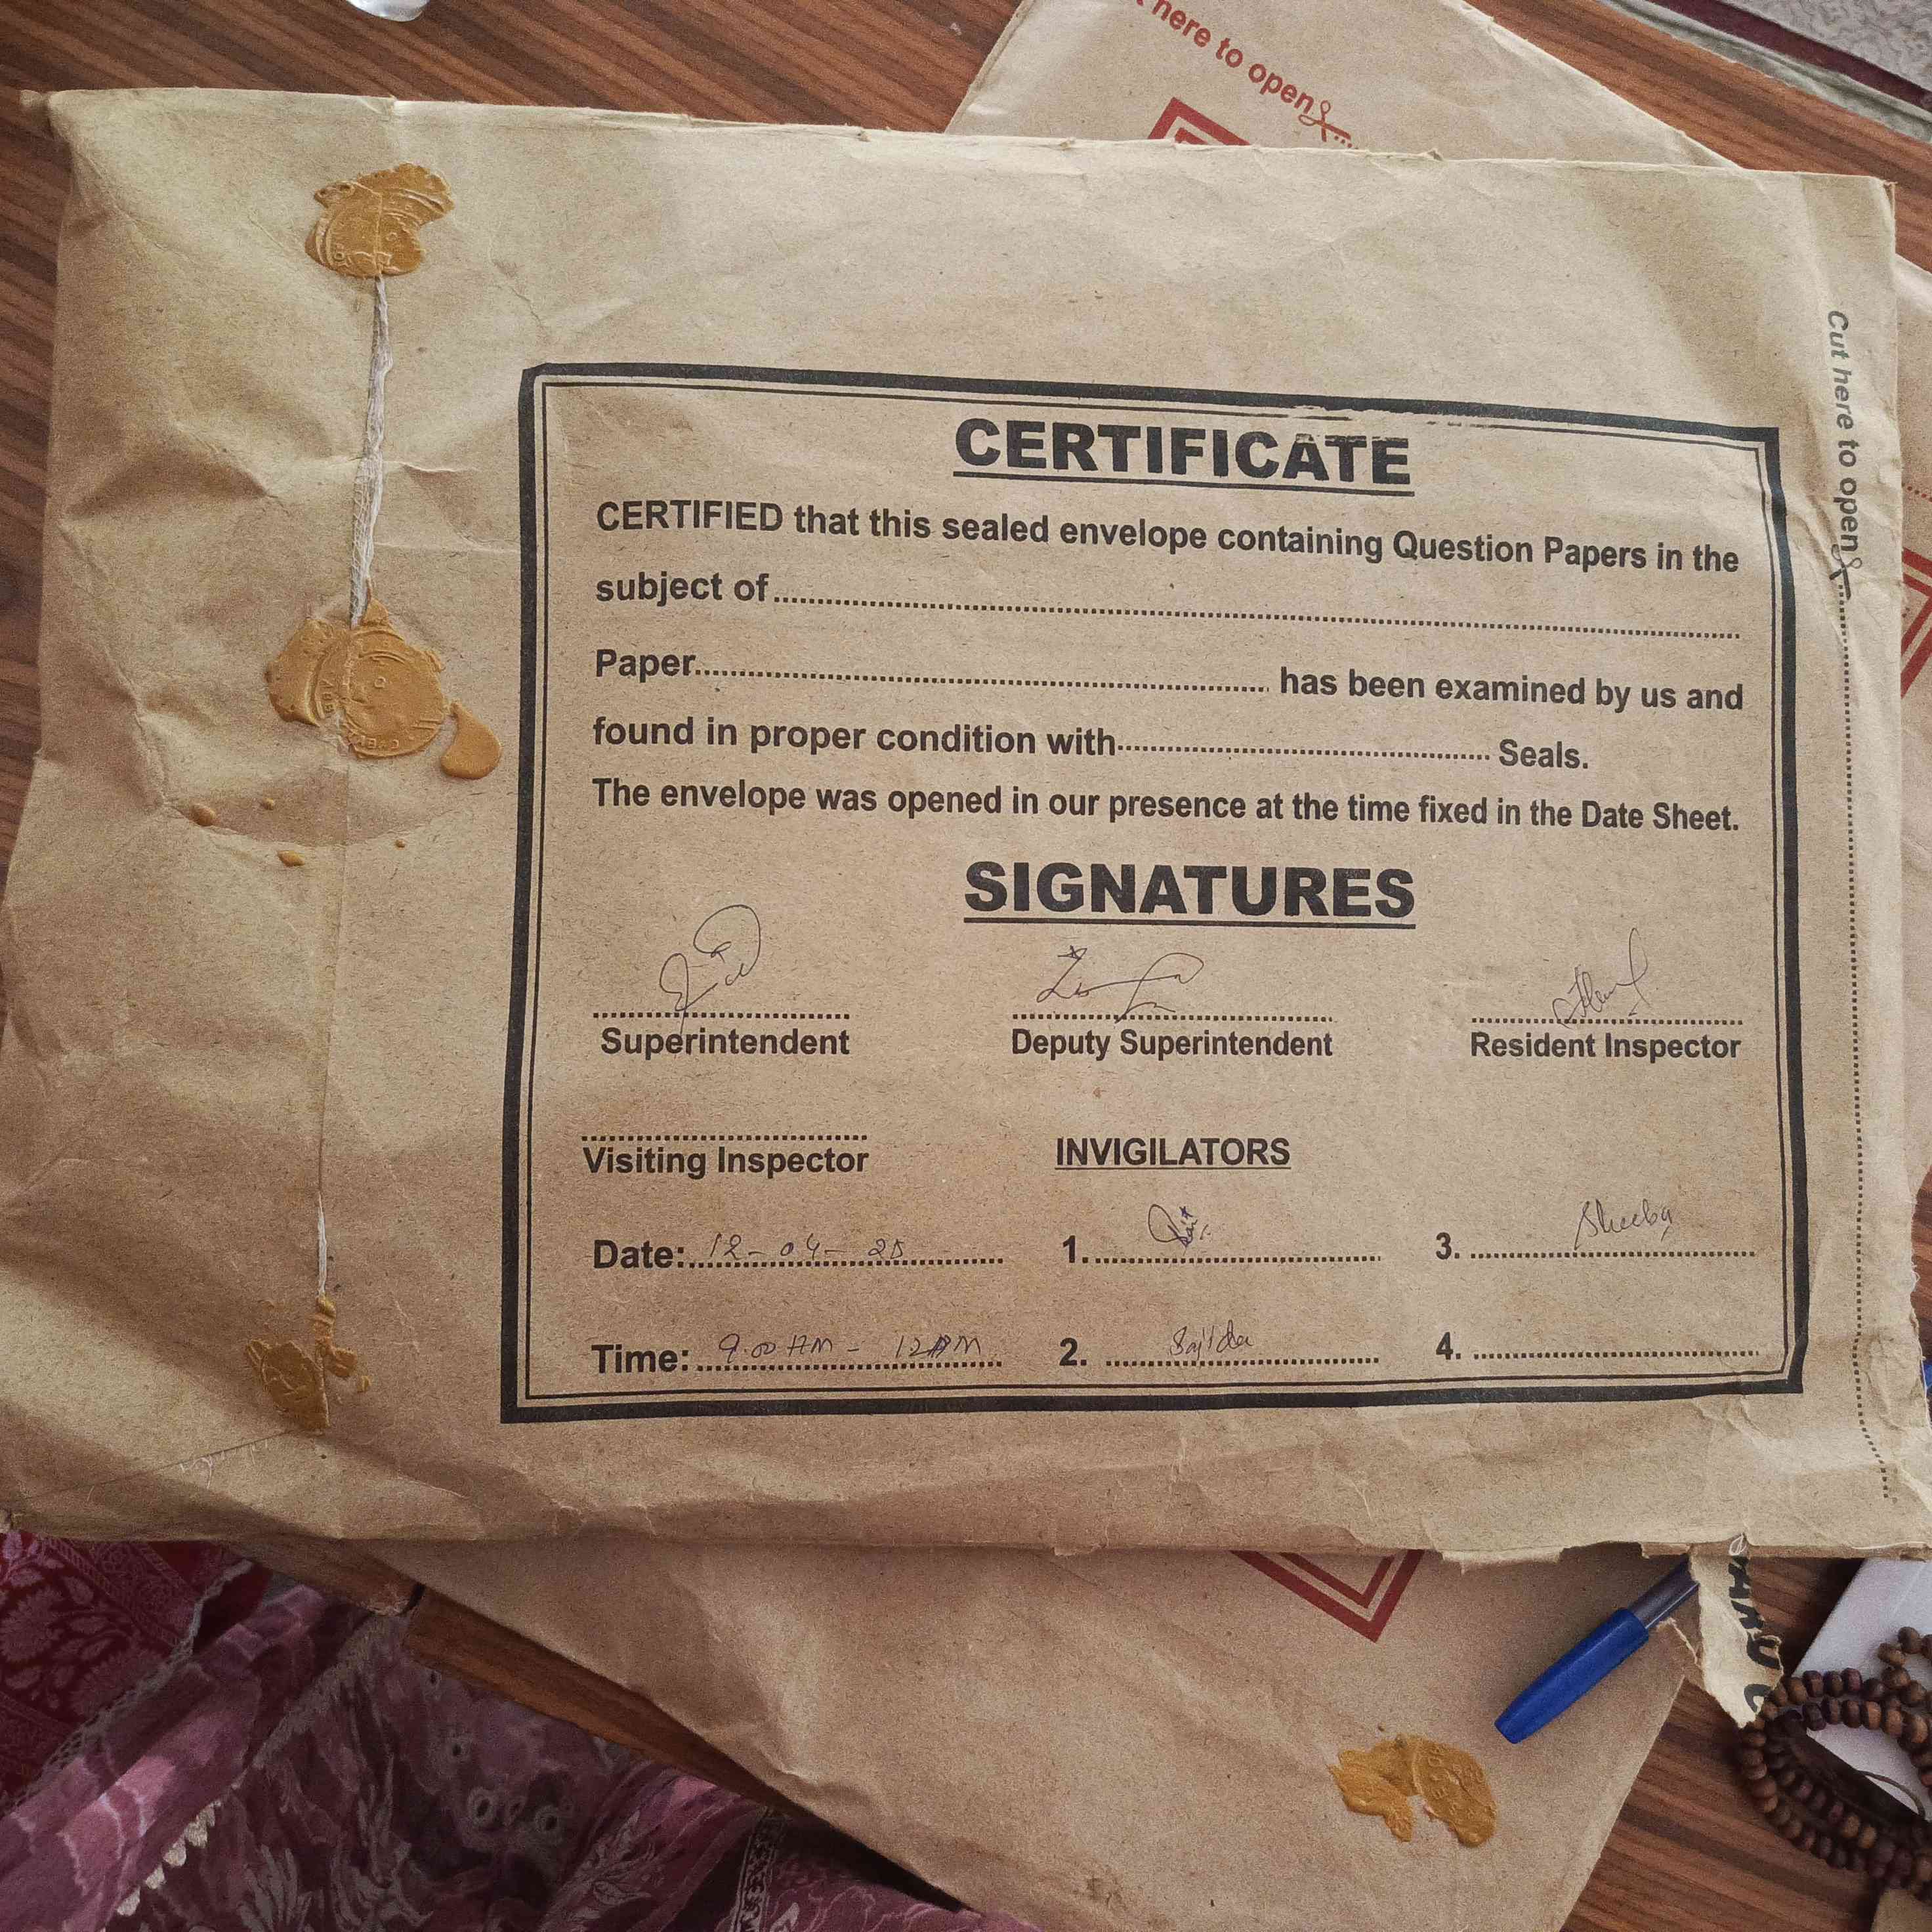 here to open
Cut here to open
CERTIFICATE
CERTIFIED that this sealed envelope containing Question Papers in the
subject of
Paper has been examined by us and
found in proper condition with Seals.
The envelope was opened in our presence at the time fixed in the Date Sheet.
SIGNATURES
Superintendent Deputy Superintendent Resident Inspector
Visiting Inspector INVIGILATORS
Date: 12-04-25 1. 3. Sheeba
Time: 9.00 AM - 12 PM 2. Sajida 4.